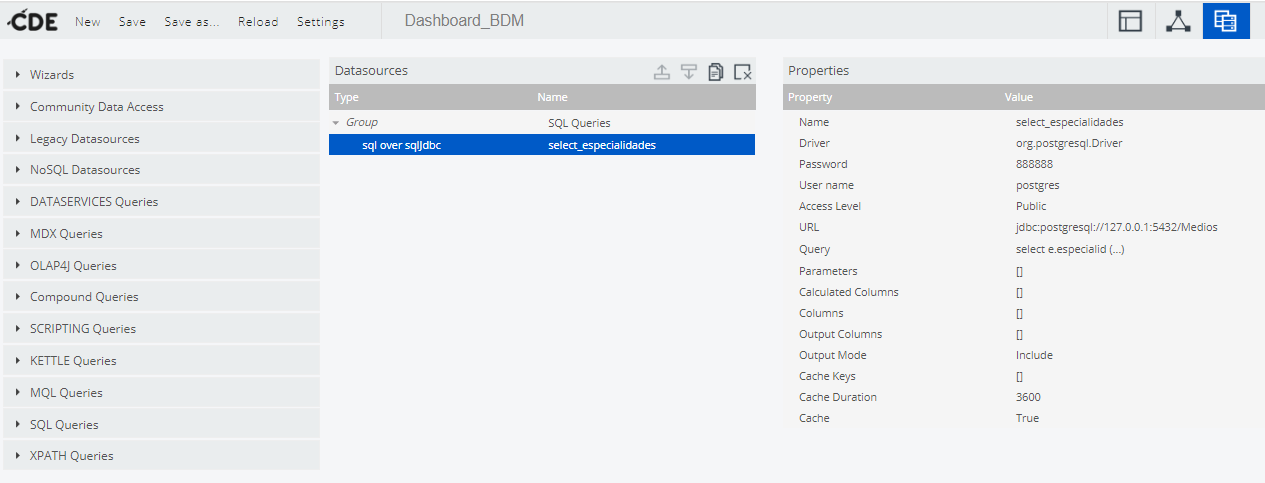 CDE New Save Save as... Reload Settings Dashboard_BDM
Wizards
Community Data Access
Legacy Datasources
NoSQL Datasources
DATASERVICES Queries
MDX Queries
OLAP4J Queries
Compound Queries
SCRIPTING Queries
KETTLE Queries
MQL Queries
SQL Queries
XPATH Queries
Datasources
Type Name
Group SQL Queries
sql over sqlJdbc select_especialidades
Properties
Property Value
Name select_especialidades
Driver org.postgresql.Driver
Password 888888
User name postgres
Access Level Public
URL jdbc:postgresql://127.0.0.1:5432/Medios
Query select e.especialid (...)
Parameters []
Calculated Columns []
Columns []
Output Columns []
Output Mode Include
Cache Keys []
Cache Duration 3600
Cache True